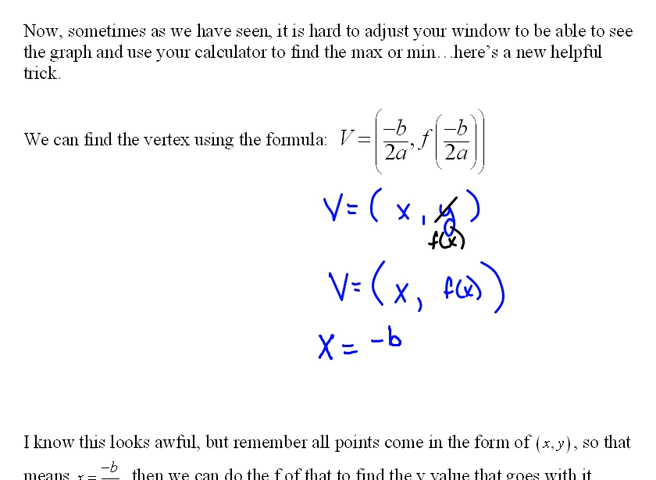 Now, sometimes as we have seen, it is hard to adjust your window to be able to see
the graph and use your calculator to find the max or min…here's a new helpful
trick.
We can find the vertex using the formula: V = (-b/2a, f(-b/2a))
V = ( x , y )
f(x)
V = ( x, f(x) )
x = -b
I know this looks awful, but remember all points come in the form of (x, y), so that
means x = -b then we can do the f of that to find the y value that goes with it